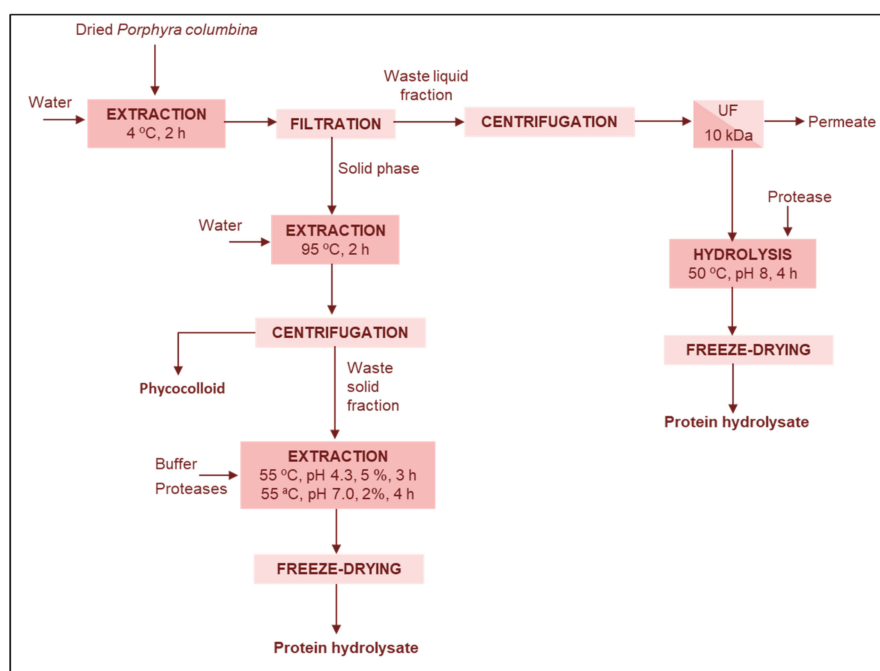 Dried Porphyra columbina
Water
EXTRACTION
4 ºC, 2 h
FILTRATION
Waste liquid
fraction
CENTRIFUGATION
UF
10 kDa
Permeate
Solid phase
Water
EXTRACTION
95 ºC, 2 h
Protease
HYDROLYSIS
50 ºC, pH 8, 4 h
CENTRIFUGATION
FREEZE-DRYING
Phycocolloid
Waste
solid
fraction
Protein hydrolysate
Buffer
Proteases
EXTRACTION
55 ºC, pH 4.3, 5 %, 3 h
55 ªC, pH 7.0, 2%, 4 h
FREEZE-DRYING
Protein hydrolysate